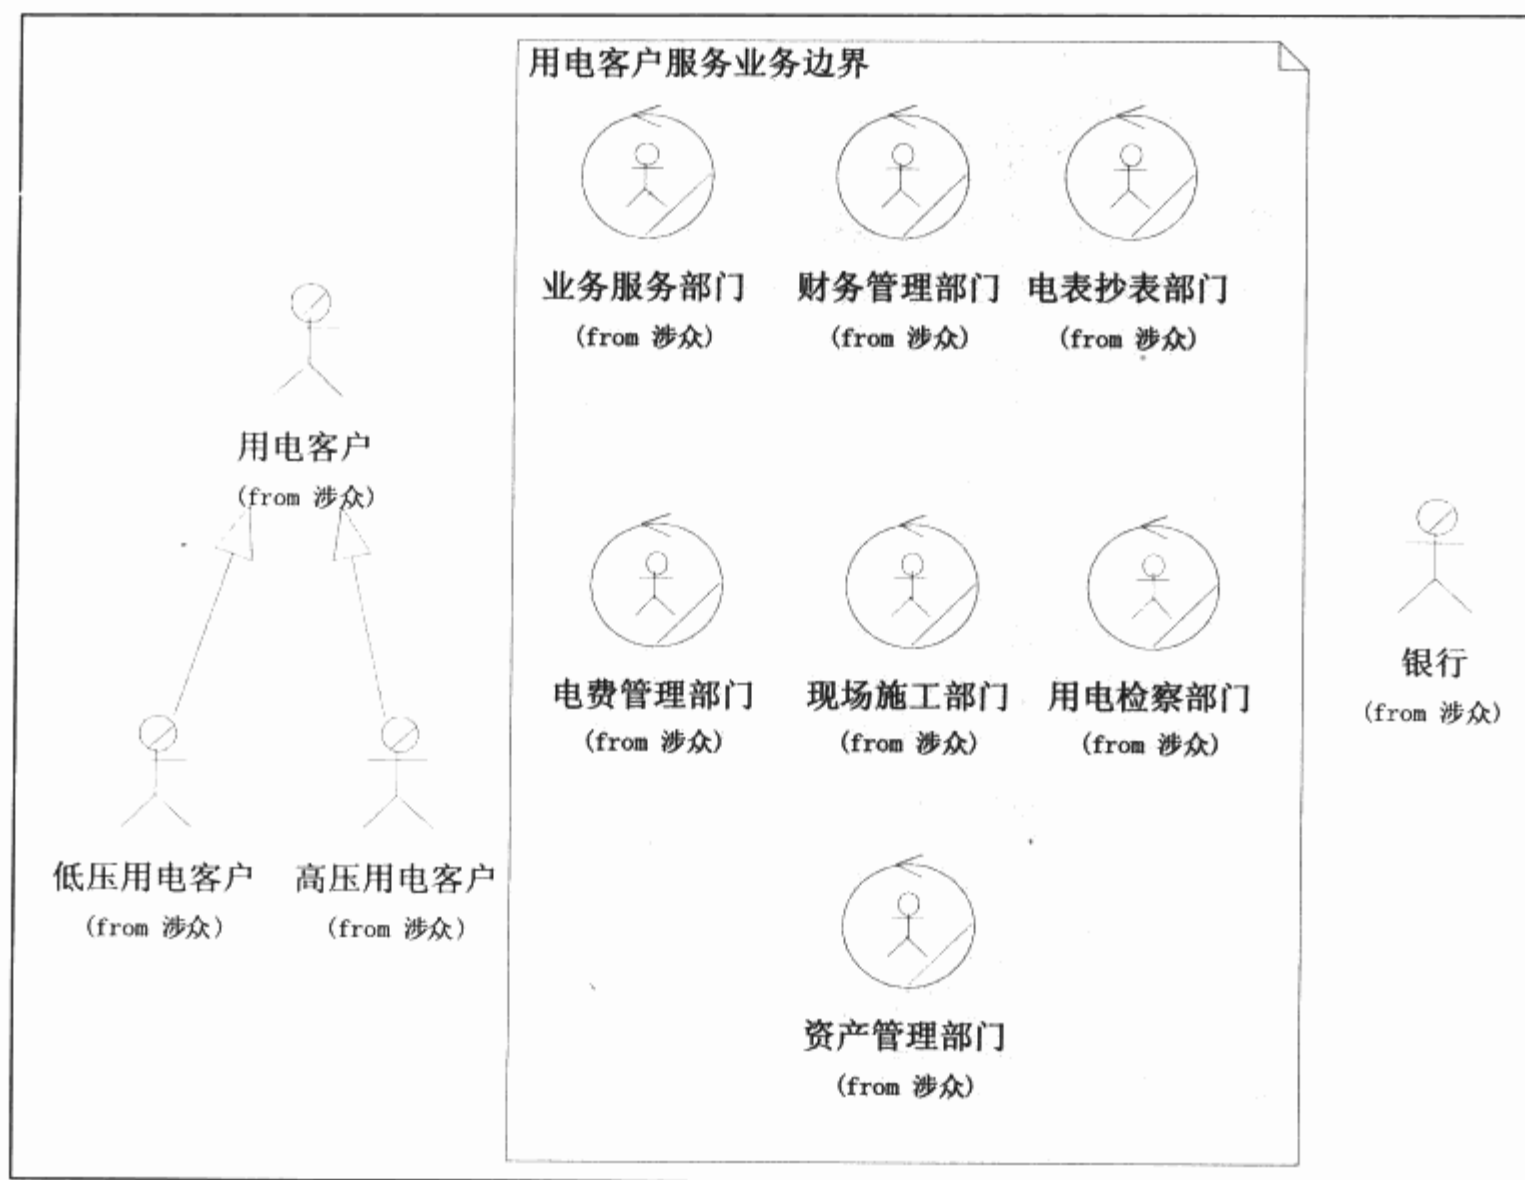 用电客户服务业务边界
业务服务部门
(from 涉众)
财务管理部门
(from 涉众)
电表抄表部门
(from 涉众)
用电客户
(from 涉众)
电费管理部门
(from 涉众)
现场施工部门
(from 涉众)
用电检察部门
(from 涉众)
银行
(from 涉众)
低压用电客户
(from 涉众)
高压用电客户
(from 涉众)
资产管理部门
(from 涉众)